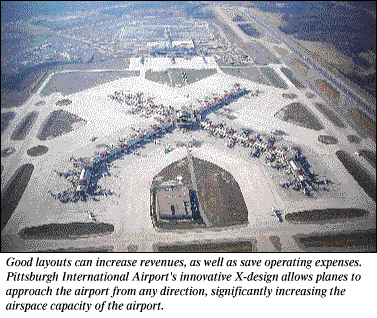 Good layouts can increase revenues, as well as save operating expenses.
Pittsburgh International Airport's innovative X-design allows planes to
approach the airport from any direction, significantly increasing the
airspace capacity of the airport.